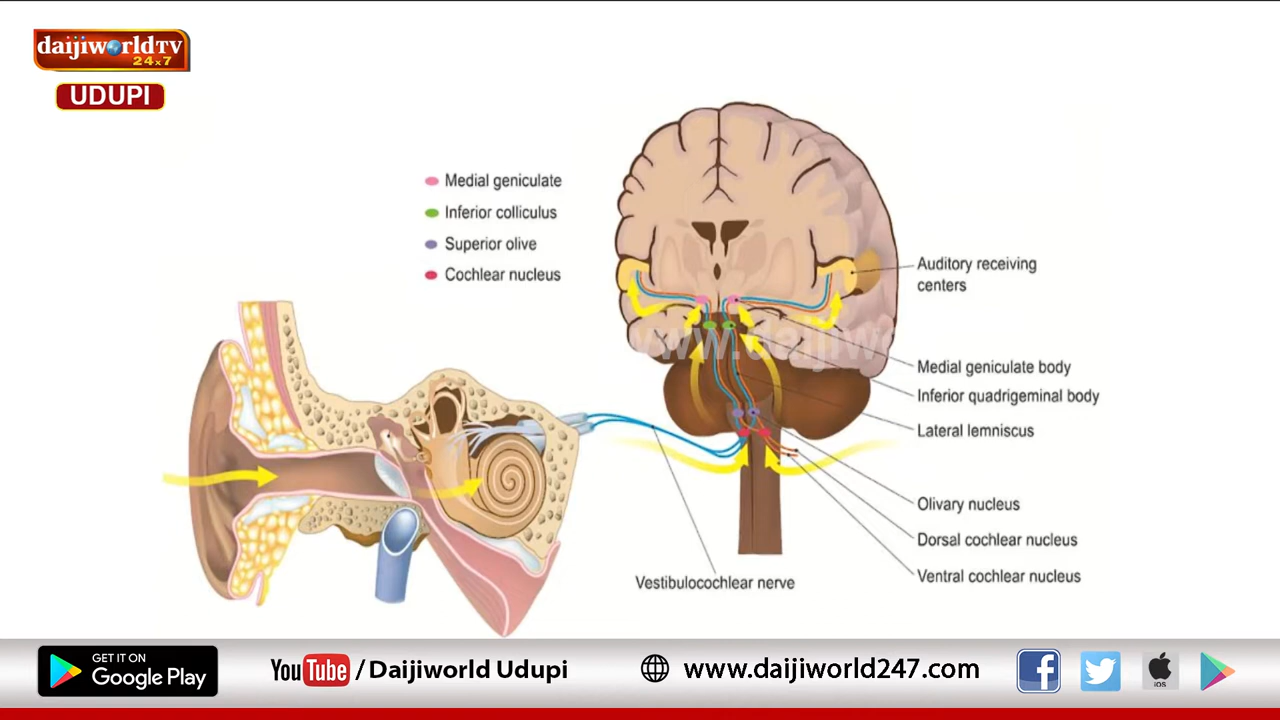 daijiworldTV
24x7
UDUPI
Medial geniculate
Inferior colliculus
Superior olive
Cochlear nucleus
Auditory receiving
centers
www.daijiwo
Medial geniculate body
Inferior quadrigeminal body
Lateral lemniscus
Olivary nucleus
Dorsal cochlear nucleus
Ventral cochlear nucleus
Vestibulocochlear nerve
GET IT ON
Google Play
YouTube / Daijiworld Udupi
www.daijiworld247.com
iOS